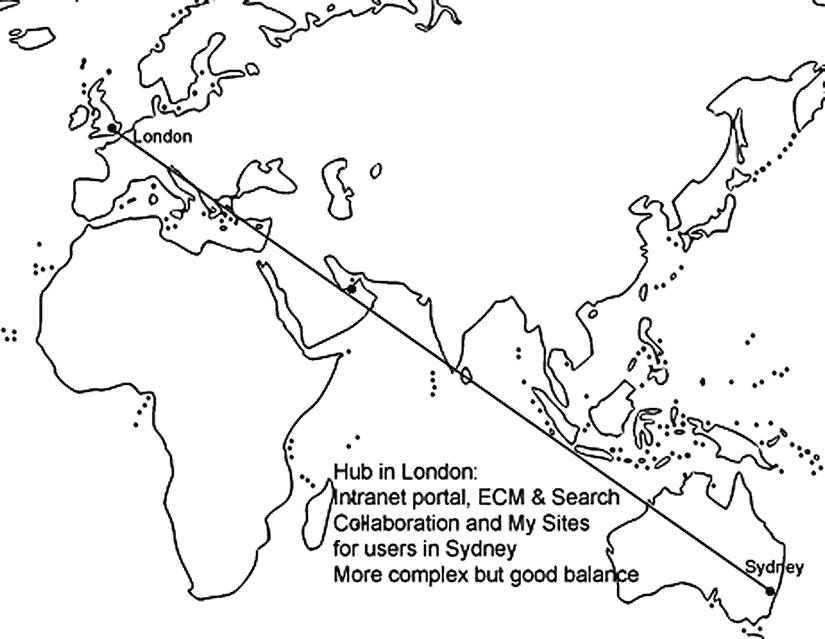 London
Hub in London:
Intranet portal, ECM & Search
Collaboration and My Sites
for users in Sydney
More complex but good balance
Sydney